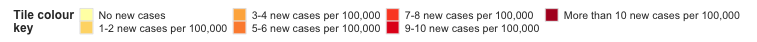 Tile colour No new cases 3-4 new cases per 100,000 7-8 new cases per 100,000 More than 10 new cases per 100,000
key 1-2 new cases per 100,000 5-6 new cases per 100,000 9-10 new cases per 100,000